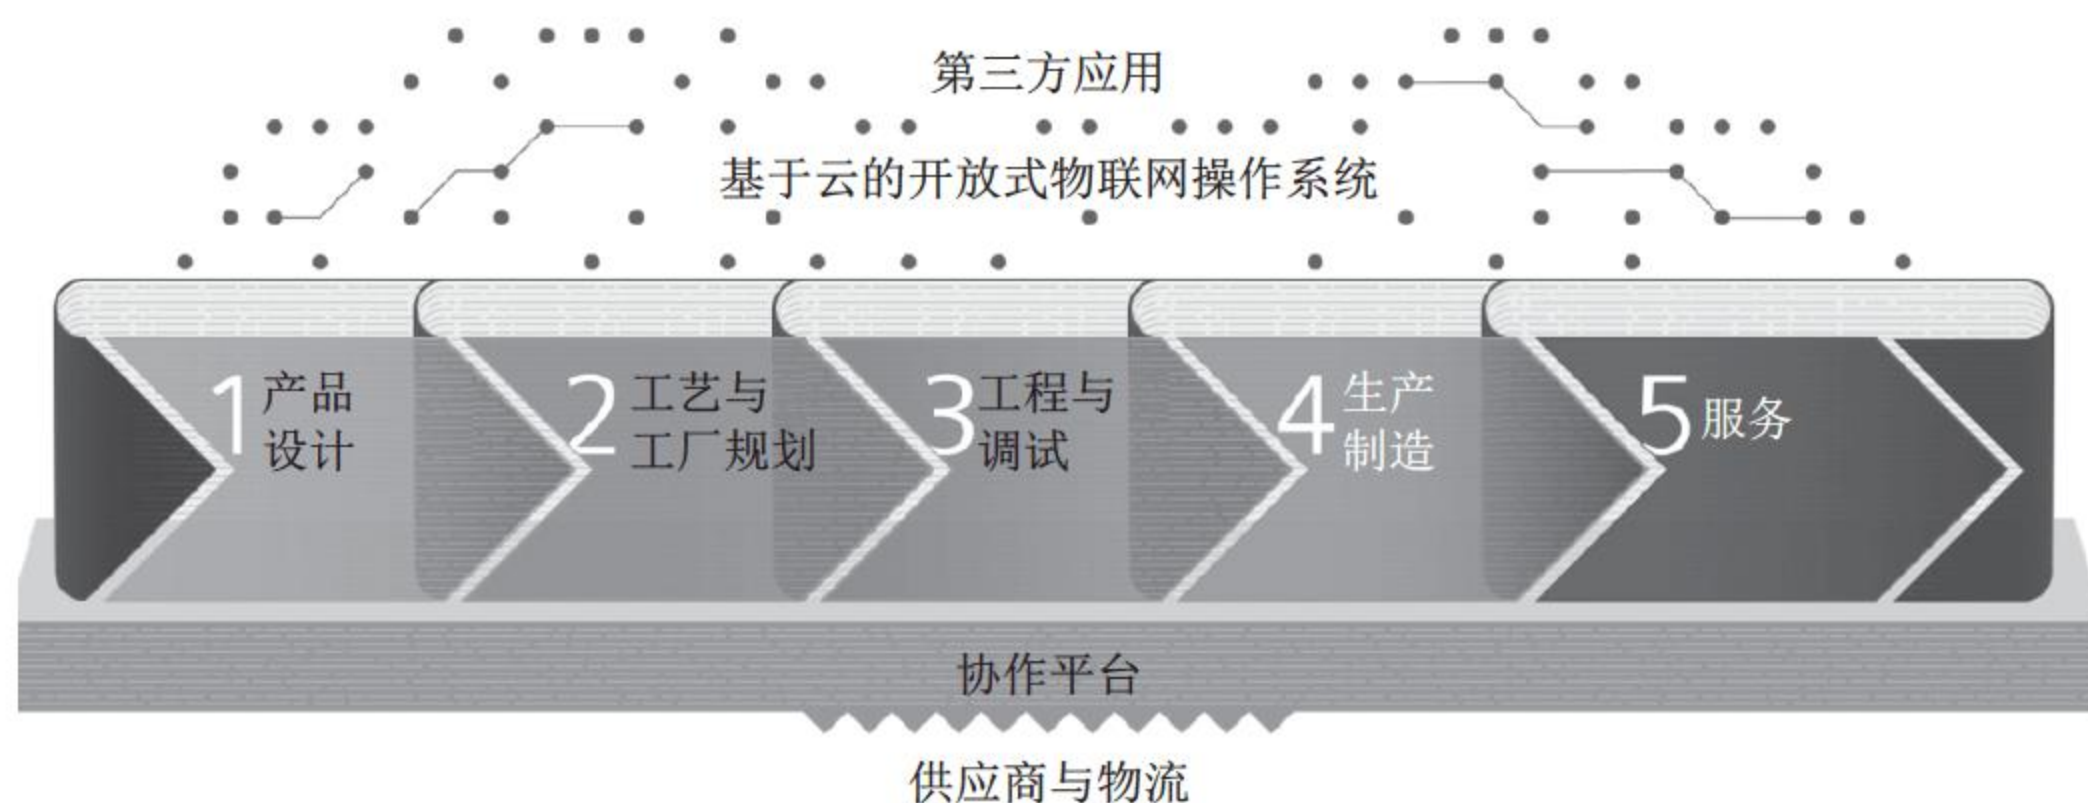 第三方应用
基于云的开放式物联网操作系统
1 产品
设计
2 工艺与
工厂规划
3 工程与
调试
4 生产
制造
5 服务
协作平台
供应商与物流